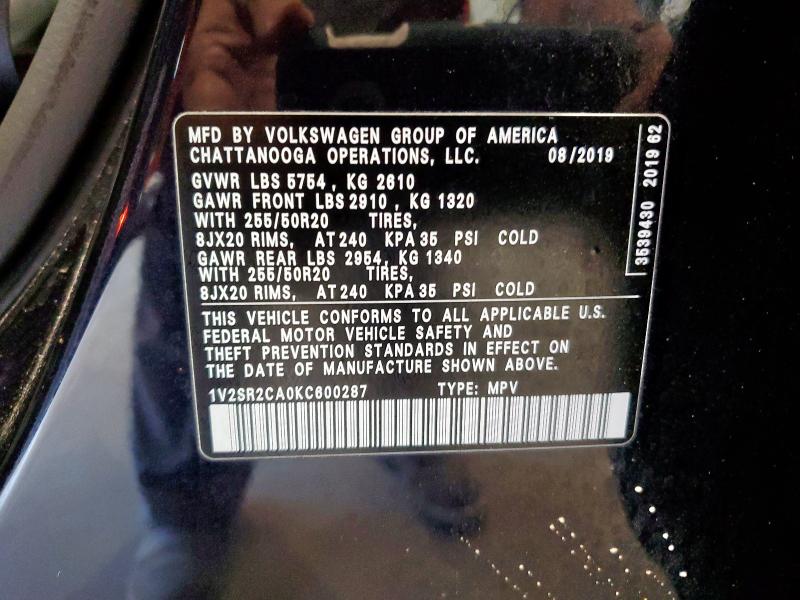 MFD BY VOLKSWAGEN GROUP OF AMERICA
CHATTANOOGA OPERATIONS, LLC. 08/2019
GVWR LBS 5754 , KG 2610
GAWR FRONT LBS 2910 , KG 1320
WITH 255/50R20 TIRES,
8JX20 RIMS, AT 240 KPA 35 PSI COLD
GAWR REAR LBS 2954, KG 1340
WITH 255/50R20 TIRES,
8JX20 RIMS, AT 240 KPA 35 PSI COLD
THIS VEHICLE CONFORMS TO ALL APPLICABLE U.S.
FEDERAL MOTOR VEHICLE SAFETY AND
THEFT PREVENTION STANDARDS IN EFFECT ON
THE DATE OF MANUFACTURE SHOWN ABOVE.
1V2SR2CA0KC600287 TYPE: MPV
3539430 2019 62